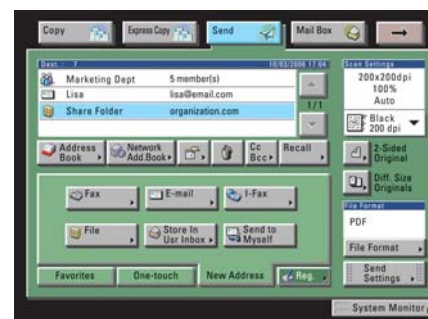 Copy
Express Copy
Send
Mail Box
Dest. : 7
10/03/2006 17:04
Marketing Dept 5 member(s)
Lisa lisa@email.com
Share Folder organization.com
1/1
Address Book
Network Add.Book
Cc Bcc
Recall
Fax
E-mail
I-Fax
File
Store In Usr Inbox
Send to Myself
Favorites
One-touch
New Address
Reg.
Scan Settings
200x200dpi
100%
Auto
Black
200 dpi
2-Sided
Original
Diff. Size
Originals
File Format
PDF
File Format
Send
Settings
System Monitor